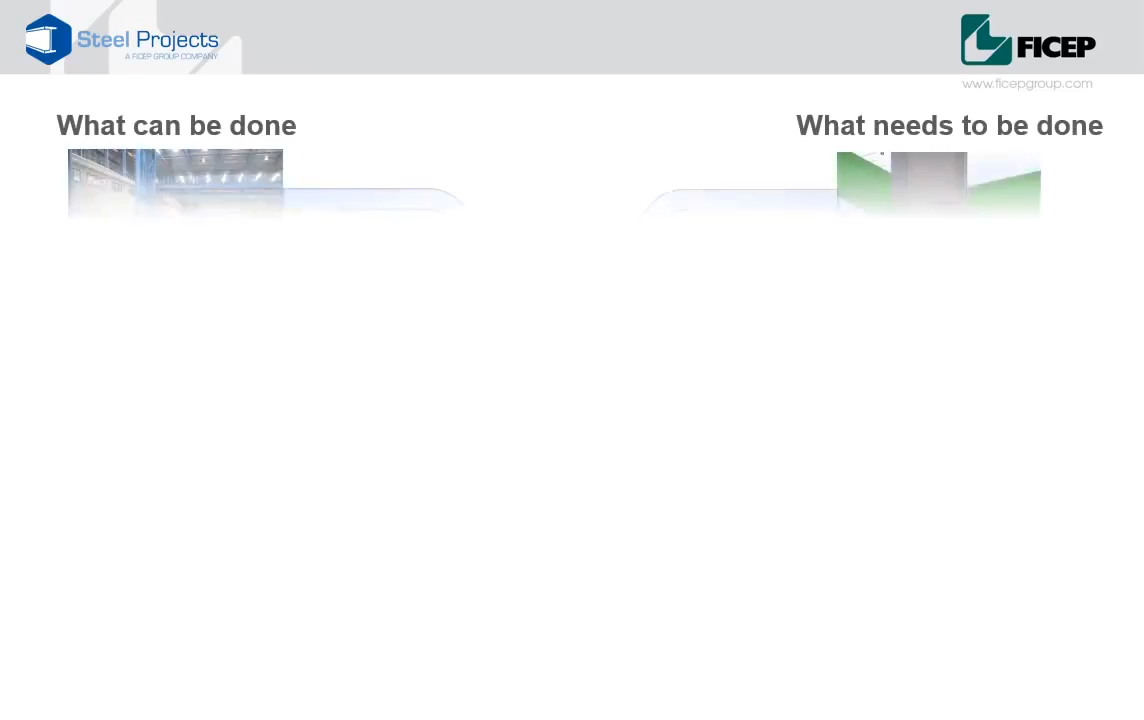 Steel Projects
A FICEP GROUP COMPANY
FICEP
www.ficepgroup.com
What can be done
What needs to be done